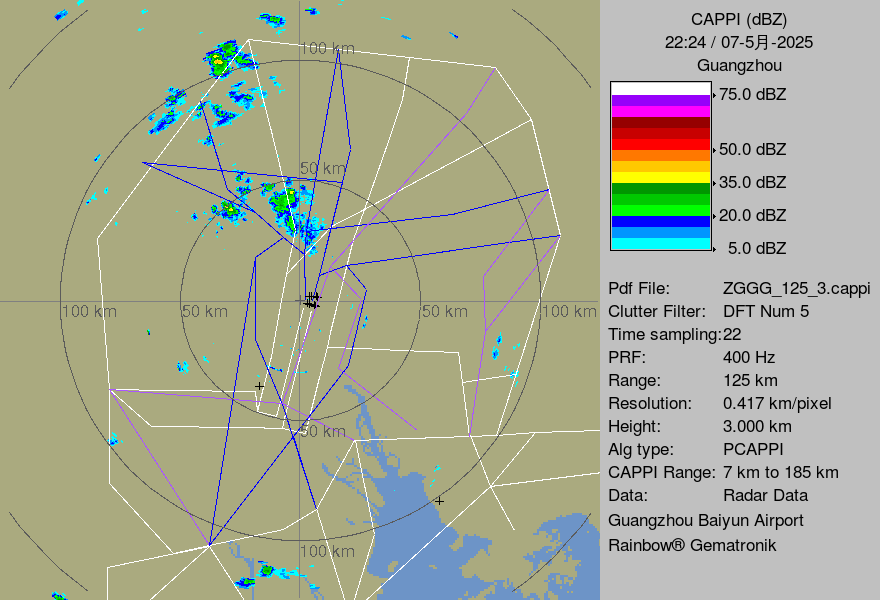 CAPPI (dBZ)
22:24 / 07-5月-2025
Guangzhou
75.0 dBZ
50.0 dBZ
35.0 dBZ
20.0 dBZ
5.0 dBZ
Pdf File: ZGGG_125_3.cappi
Clutter Filter: DFT Num 5
Time sampling:22
PRF: 400 Hz
Range: 125 km
Resolution: 0.417 km/pixel
Height: 3.000 km
Alg type: PCAPPI
CAPPI Range: 7 km to 185 km
Data: Radar Data
Guangzhou Baiyun Airport
Rainbow® Gematronik
100 km
50 km
100 km
50 km
50 km
100 km
50 km
100 km